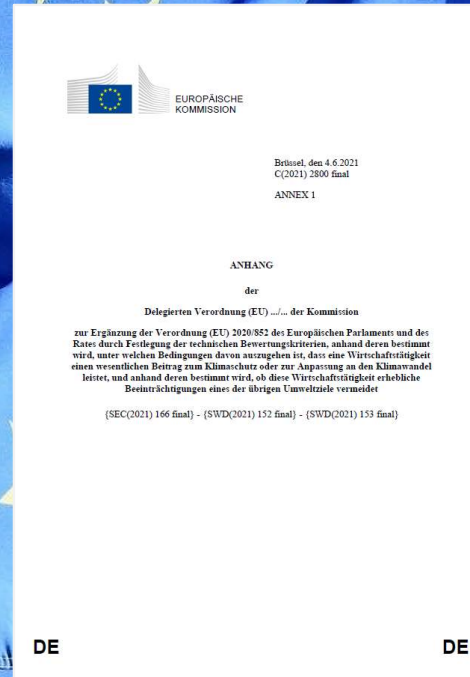 EUROPÄISCHE
KOMMISSION
Brüssel, den 4.6.2021
C(2021) 2800 final
ANNEX 1
ANHANG
der
Delegierten Verordnung (EU) .../... der Kommission
zur Ergänzung der Verordnung (EU) 2020/852 des Europäischen Parlaments und des
Rates durch Festlegung der technischen Bewertungskriterien, anhand deren bestimmt
wird, unter welchen Bedingungen davon auszugehen ist, dass eine Wirtschaftstätigkeit
einen wesentlichen Beitrag zum Klimaschutz oder zur Anpassung an den Klimawandel
leistet, und anhand deren bestimmt wird, ob diese Wirtschaftstätigkeit erhebliche
Beeinträchtigungen eines der übrigen Umweltziele vermeidet
{SEC(2021) 166 final} - {SWD(2021) 152 final} - {SWD(2021) 153 final}
DE DE